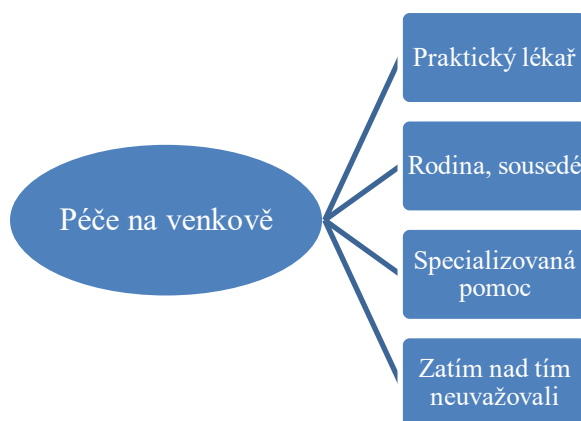 Péče na venkově
Praktický lékař
Rodina, sousedé
Specializovaná
pomoc
Zatím nad tím
neuvažovali